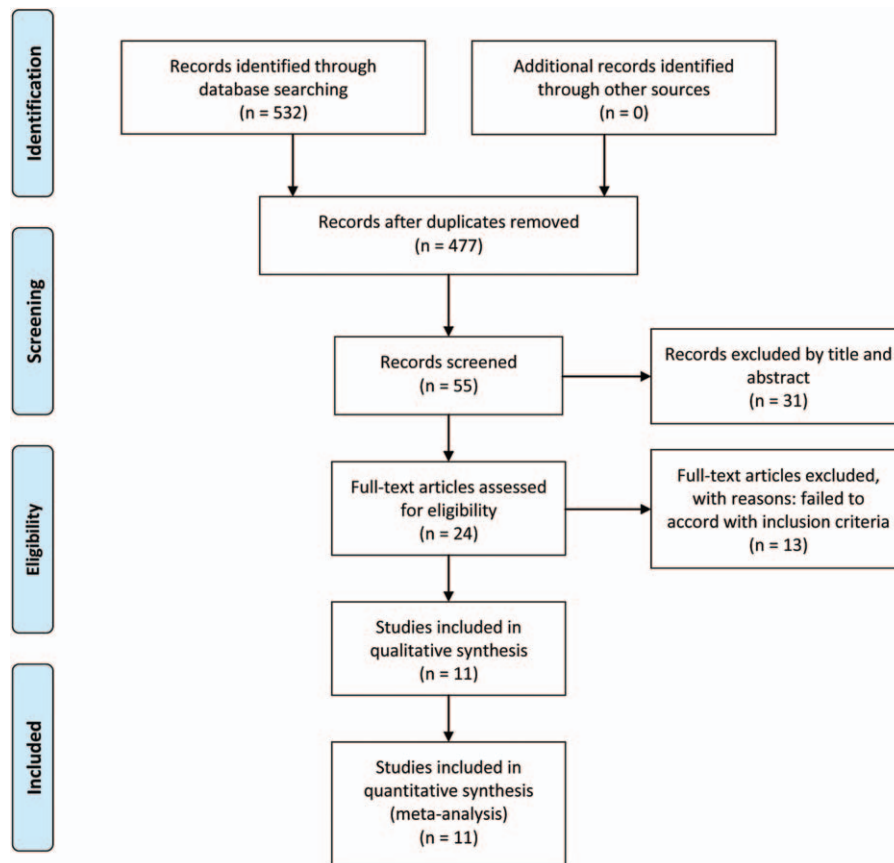 Identification
Records identified through
database searching
(n = 532)
Additional records identified
through other sources
(n = 0)
Records after duplicates removed
(n = 477)
Screening
Records screened
(n = 55)
Records excluded by title and
abstract
(n = 31)
Eligibility
Full-text articles assessed
for eligibility
(n = 24)
Full-text articles excluded,
with reasons: failed to
accord with inclusion criteria
(n = 13)
Studies included in
qualitative synthesis
(n = 11)
Included
Studies included in
quantitative synthesis
(meta-analysis)
(n = 11)